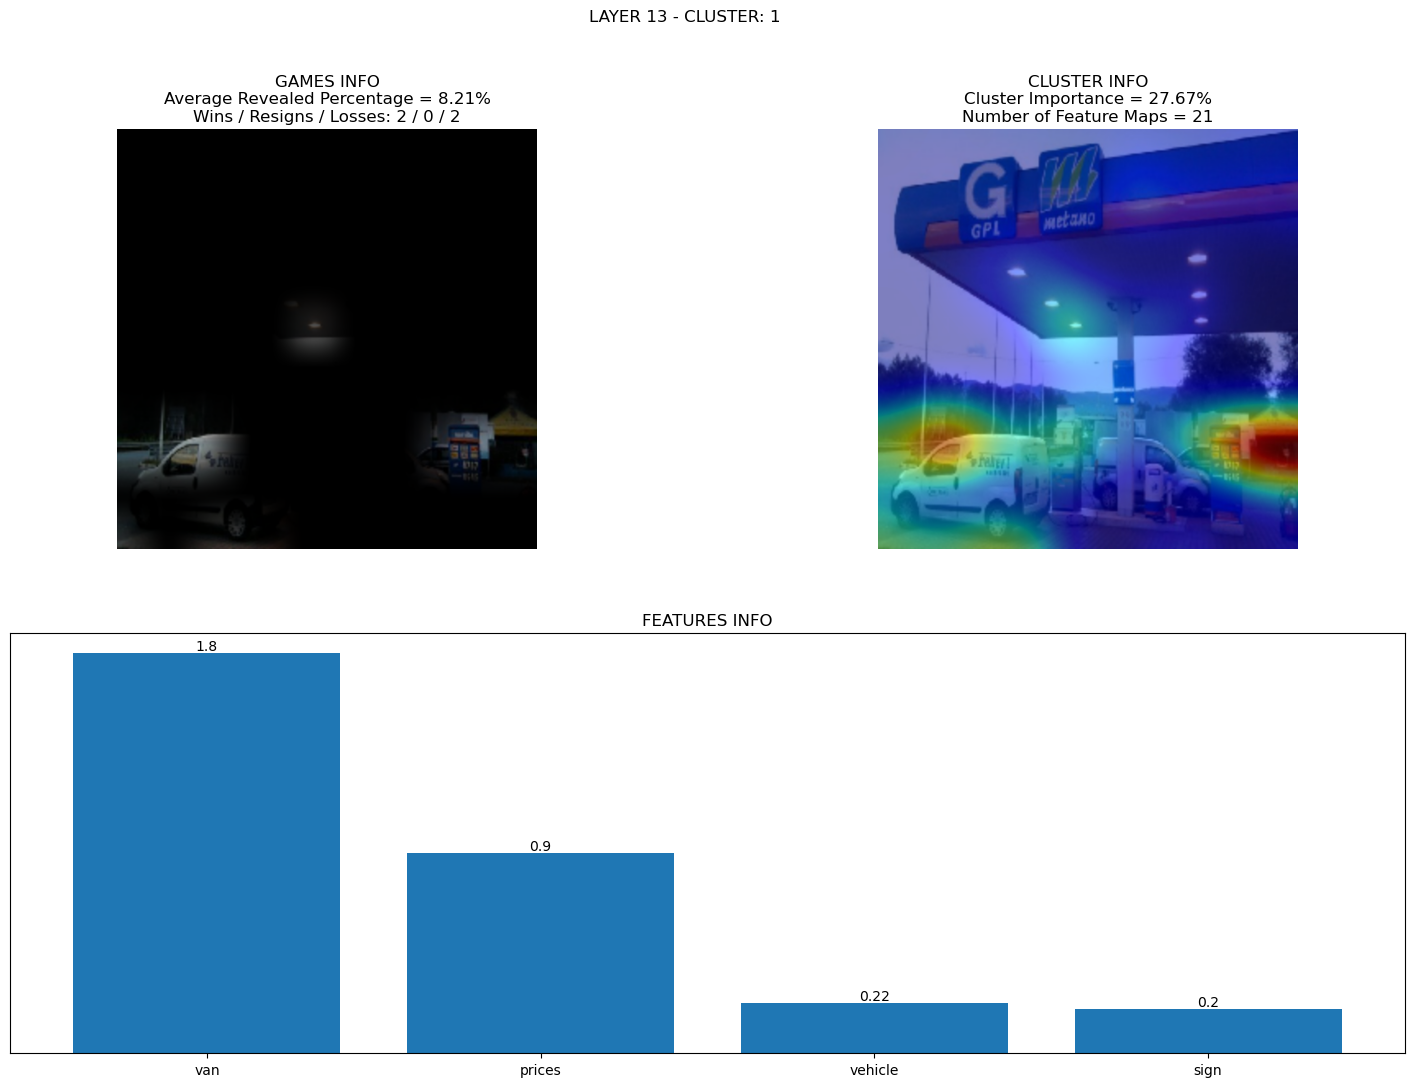 LAYER 13 - CLUSTER: 1
GAMES INFO
Average Revealed Percentage = 8.21%
Wins / Resigns / Losses: 2 / 0 / 2
CLUSTER INFO
Cluster Importance = 27.67%
Number of Feature Maps = 21
G
GPL
metano
FEATURES INFO
1.8
0.9
0.22
0.2
van
prices
vehicle
sign